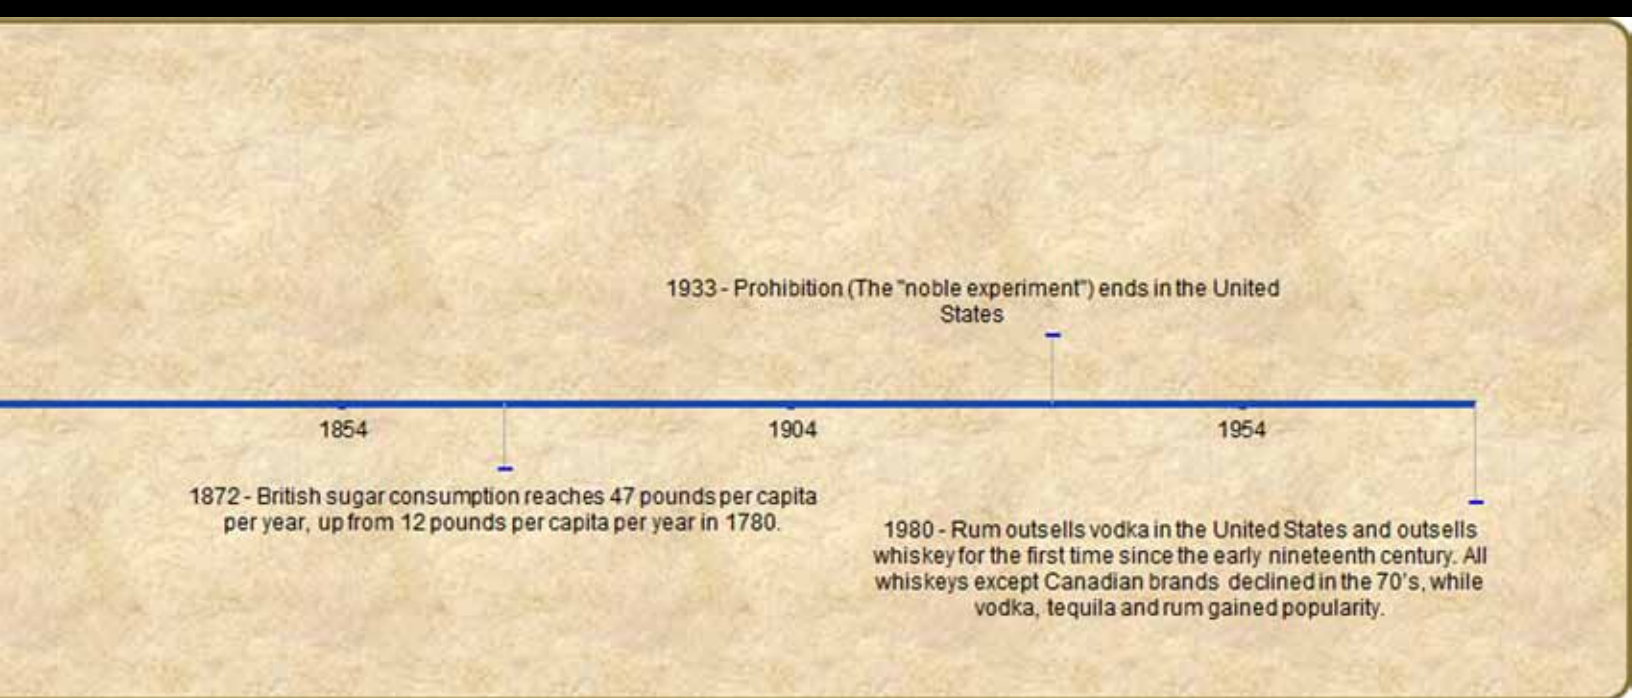 1933 - Prohibition (The "noble experiment") ends in the United
States
1854
1904
1954
1872 - British sugar consumption reaches 47 pounds per capita
per year, up from 12 pounds per capita per year in 1780.
1980 - Rum outsells vodka in the United States and outsells
whiskey for the first time since the early nineteenth century. All
whiskeys except Canadian brands declined in the 70's, while
vodka, tequila and rum gained popularity.